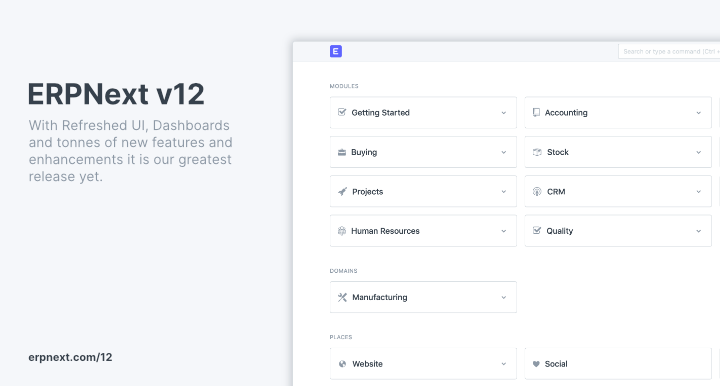 ERPNext v12
With Refreshed UI, Dashboards
and tonnes of new features and
enhancements it is our greatest
release yet.
erpnext.com/12
E
Search or type a command (Ctrl +
MODULES
Getting Started
Accounting
Buying
Stock
Projects
CRM
Human Resources
Quality
DOMAINS
Manufacturing
PLACES
Website
Social